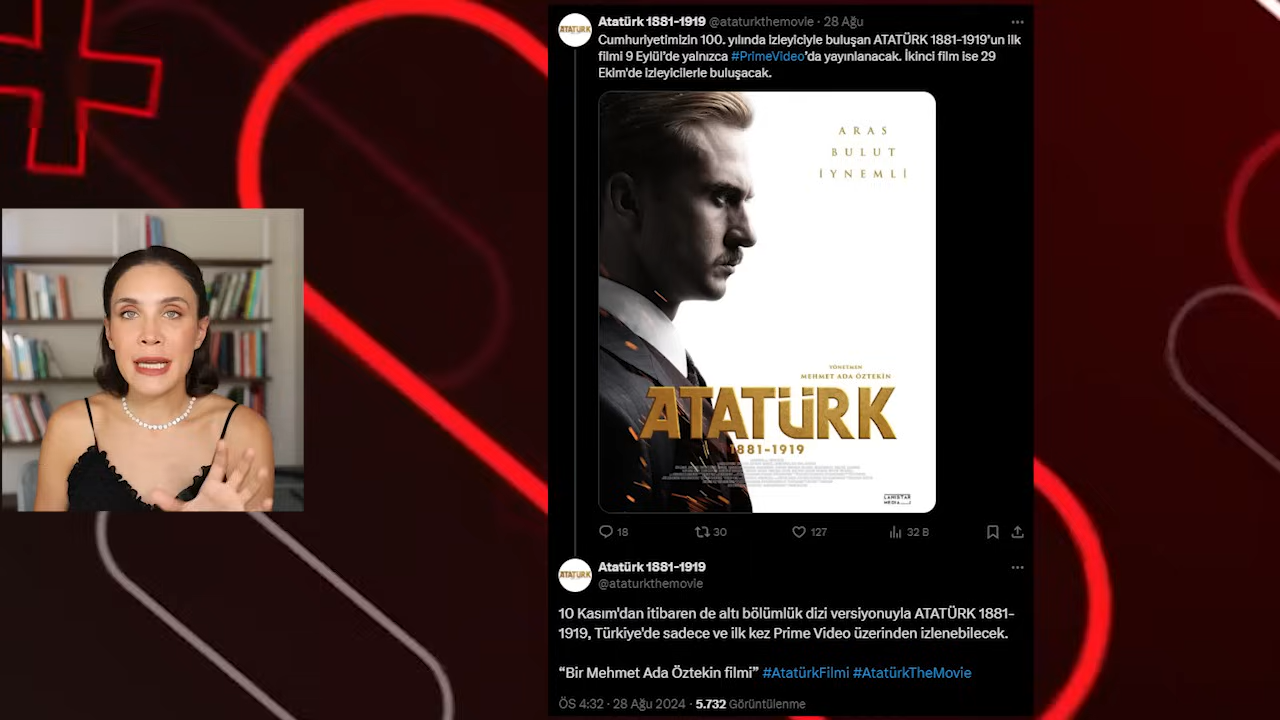 ATATÜRK
Atatürk 1881-1919 @ataturkthemovie · 28 Ağu
Cumhuriyetimizin 100. yılında izleyiciyle buluşan ATATÜRK 1881-1919'un ilk
filmi 9 Eylül'de yalnızca #PrimeVideo'da yayınlanacak. İkinci film ise 29
Ekim'de izleyicilerle buluşacak.
ARAS
BULUT
İYNEMLİ
YÖNETMEN
MEHMET ADA ÖZTEKİN
ATATÜRK
1881-1919
LANISTAR
MEDIA
18 30 127 32 B
ATATÜRK
Atatürk 1881-1919
@ataturkthemovie
10 Kasım'dan itibaren de altı bölümlük dizi versiyonuyla ATATÜRK 1881-
1919, Türkiye'de sadece ve ilk kez Prime Video üzerinden izlenebilecek.
“Bir Mehmet Ada Öztekin filmi” #AtatürkFilmi #AtatürkTheMovie
ÖS 4:32 · 28 Ağu 2024 · 5.732 Görüntülenme